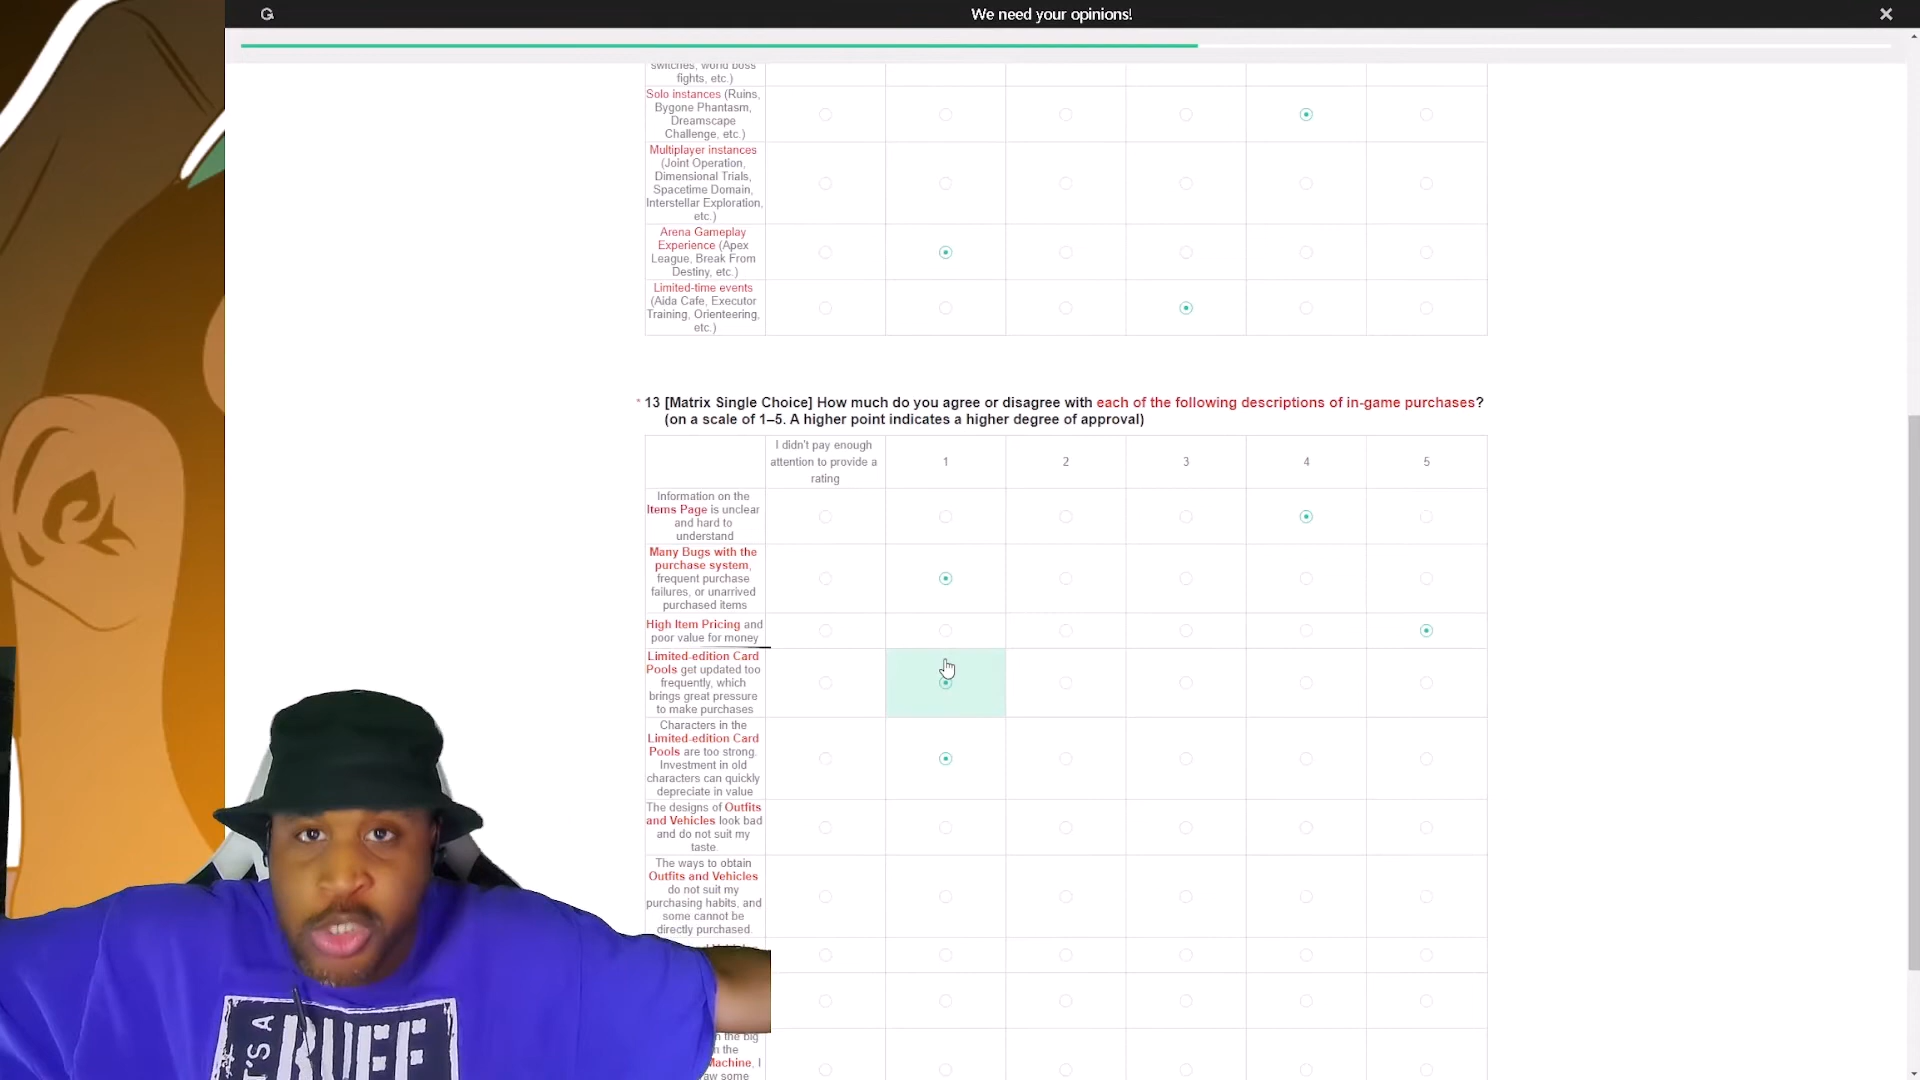 We need your opinions!
switches, world boss
fights, etc.)
Solo instances (Ruins,
Bygone Phantasm,
Dreamscape
Challenge, etc.)
Multiplayer instances
(Joint Operation,
Dimensional Trials,
Spacetime Domain,
Interstellar Exploration,
etc.)
Arena Gameplay
Experience (Apex
League, Break From
Destiny, etc.)
Limited-time events
(Aida Cafe, Executor
Training, Orienteering,
etc.)
* 13 [Matrix Single Choice] How much do you agree or disagree with each of the following descriptions of in-game purchases?
(on a scale of 1–5. A higher point indicates a higher degree of approval)
I didn't pay enough
attention to provide a
rating
1 2 3 4 5
Information on the
Items Page is unclear
and hard to
understand
Many Bugs with the
purchase system,
frequent purchase
failures, or unarrived
purchased items
High Item Pricing and
poor value for money
Limited-edition Card
Pools get updated too
frequently, which
brings great pressure
to make purchases
Characters in the
Limited-edition Card
Pools are too strong.
Investment in old
characters can quickly
depreciate in value
The designs of Outfits
and Vehicles look bad
and do not suit my
taste.
The ways to obtain
Outfits and Vehicles
do not suit my
purchasing habits, and
some cannot be
directly purchased.
the big
the
Machine, I
some
IT'S A
RUFF